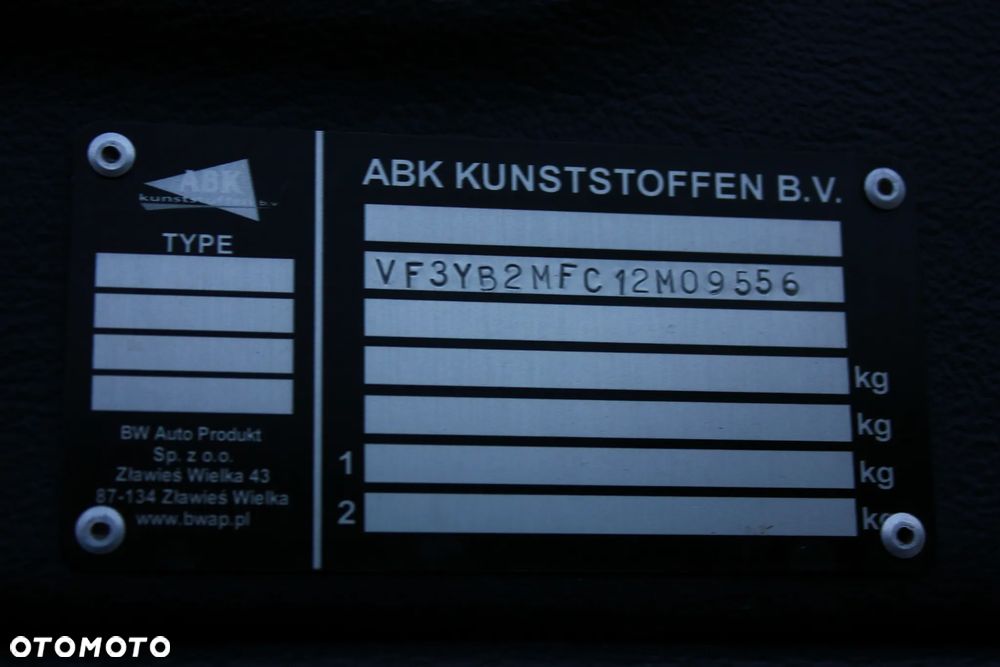 ABK
kunststoffen b.v
TYPE
BW Auto Produkt
Sp. z o.o.
Zławieś Wielka 43
87-134 Zławieś Wielka
www.bwap.pl
ABK KUNSTSTOFFEN B.V.
VF3YB2MFC12M09556
kg
kg
1 kg
2 kg
OTOMOTO